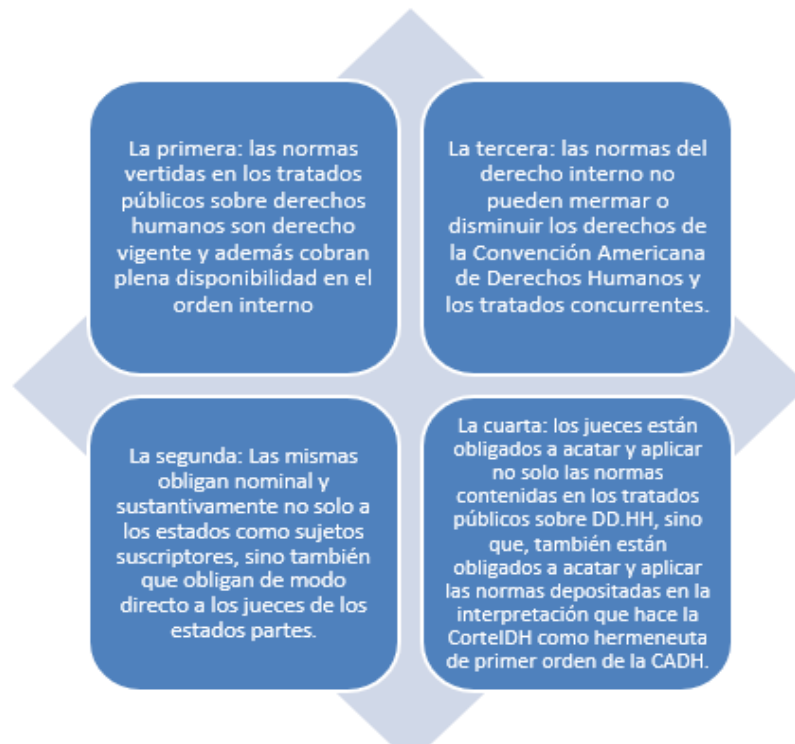 La primera: las normas
vertidas en los tratados
públicos sobre derechos
humanos son derecho
vigente y además cobran
plena disponibilidad en el
orden interno
La tercera: las normas del
derecho interno no
pueden mermar o
disminuir los derechos de
la Convención Americana
de Derechos Humanos y
los tratados concurrentes.
La segunda: Las mismas
obligan nominal y
sustantivamente no solo a
los estados como sujetos
suscriptores, sino también
que obligan de modo
directo a los jueces de los
estados partes.
La cuarta: los jueces están
obligados a acatar y aplicar
no solo las normas
contenidas en los tratados
públicos sobre DD.HH, sino
que, también están
obligados a acatar y aplicar
las normas depositadas en la
interpretación que hace la
CorteIDH como hermeneuta
de primer orden de la CADH.